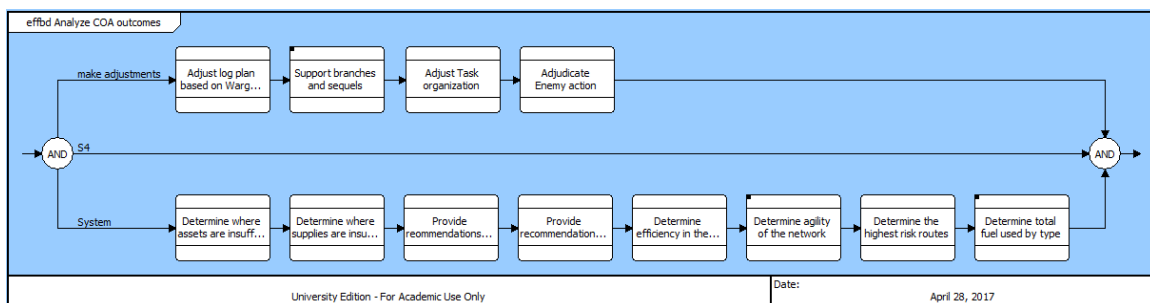 effbd Analyze COA outcomes
make adjustments
Adjust log plan
based on Warg...
Support branches
and sequels
Adjust Task
organization
Adjudicate
Enemy action
AND
S4
AND
System
Determine where
assets are insuff...
Determine where
supplies are insu...
Provide
reommendations...
Provide
recommendation...
Determine
efficiency in the...
Determine agility
of the network
Determine the
highest risk routes
Determine total
fuel used by type
University Edition - For Academic Use Only
Date:
April 28, 2017